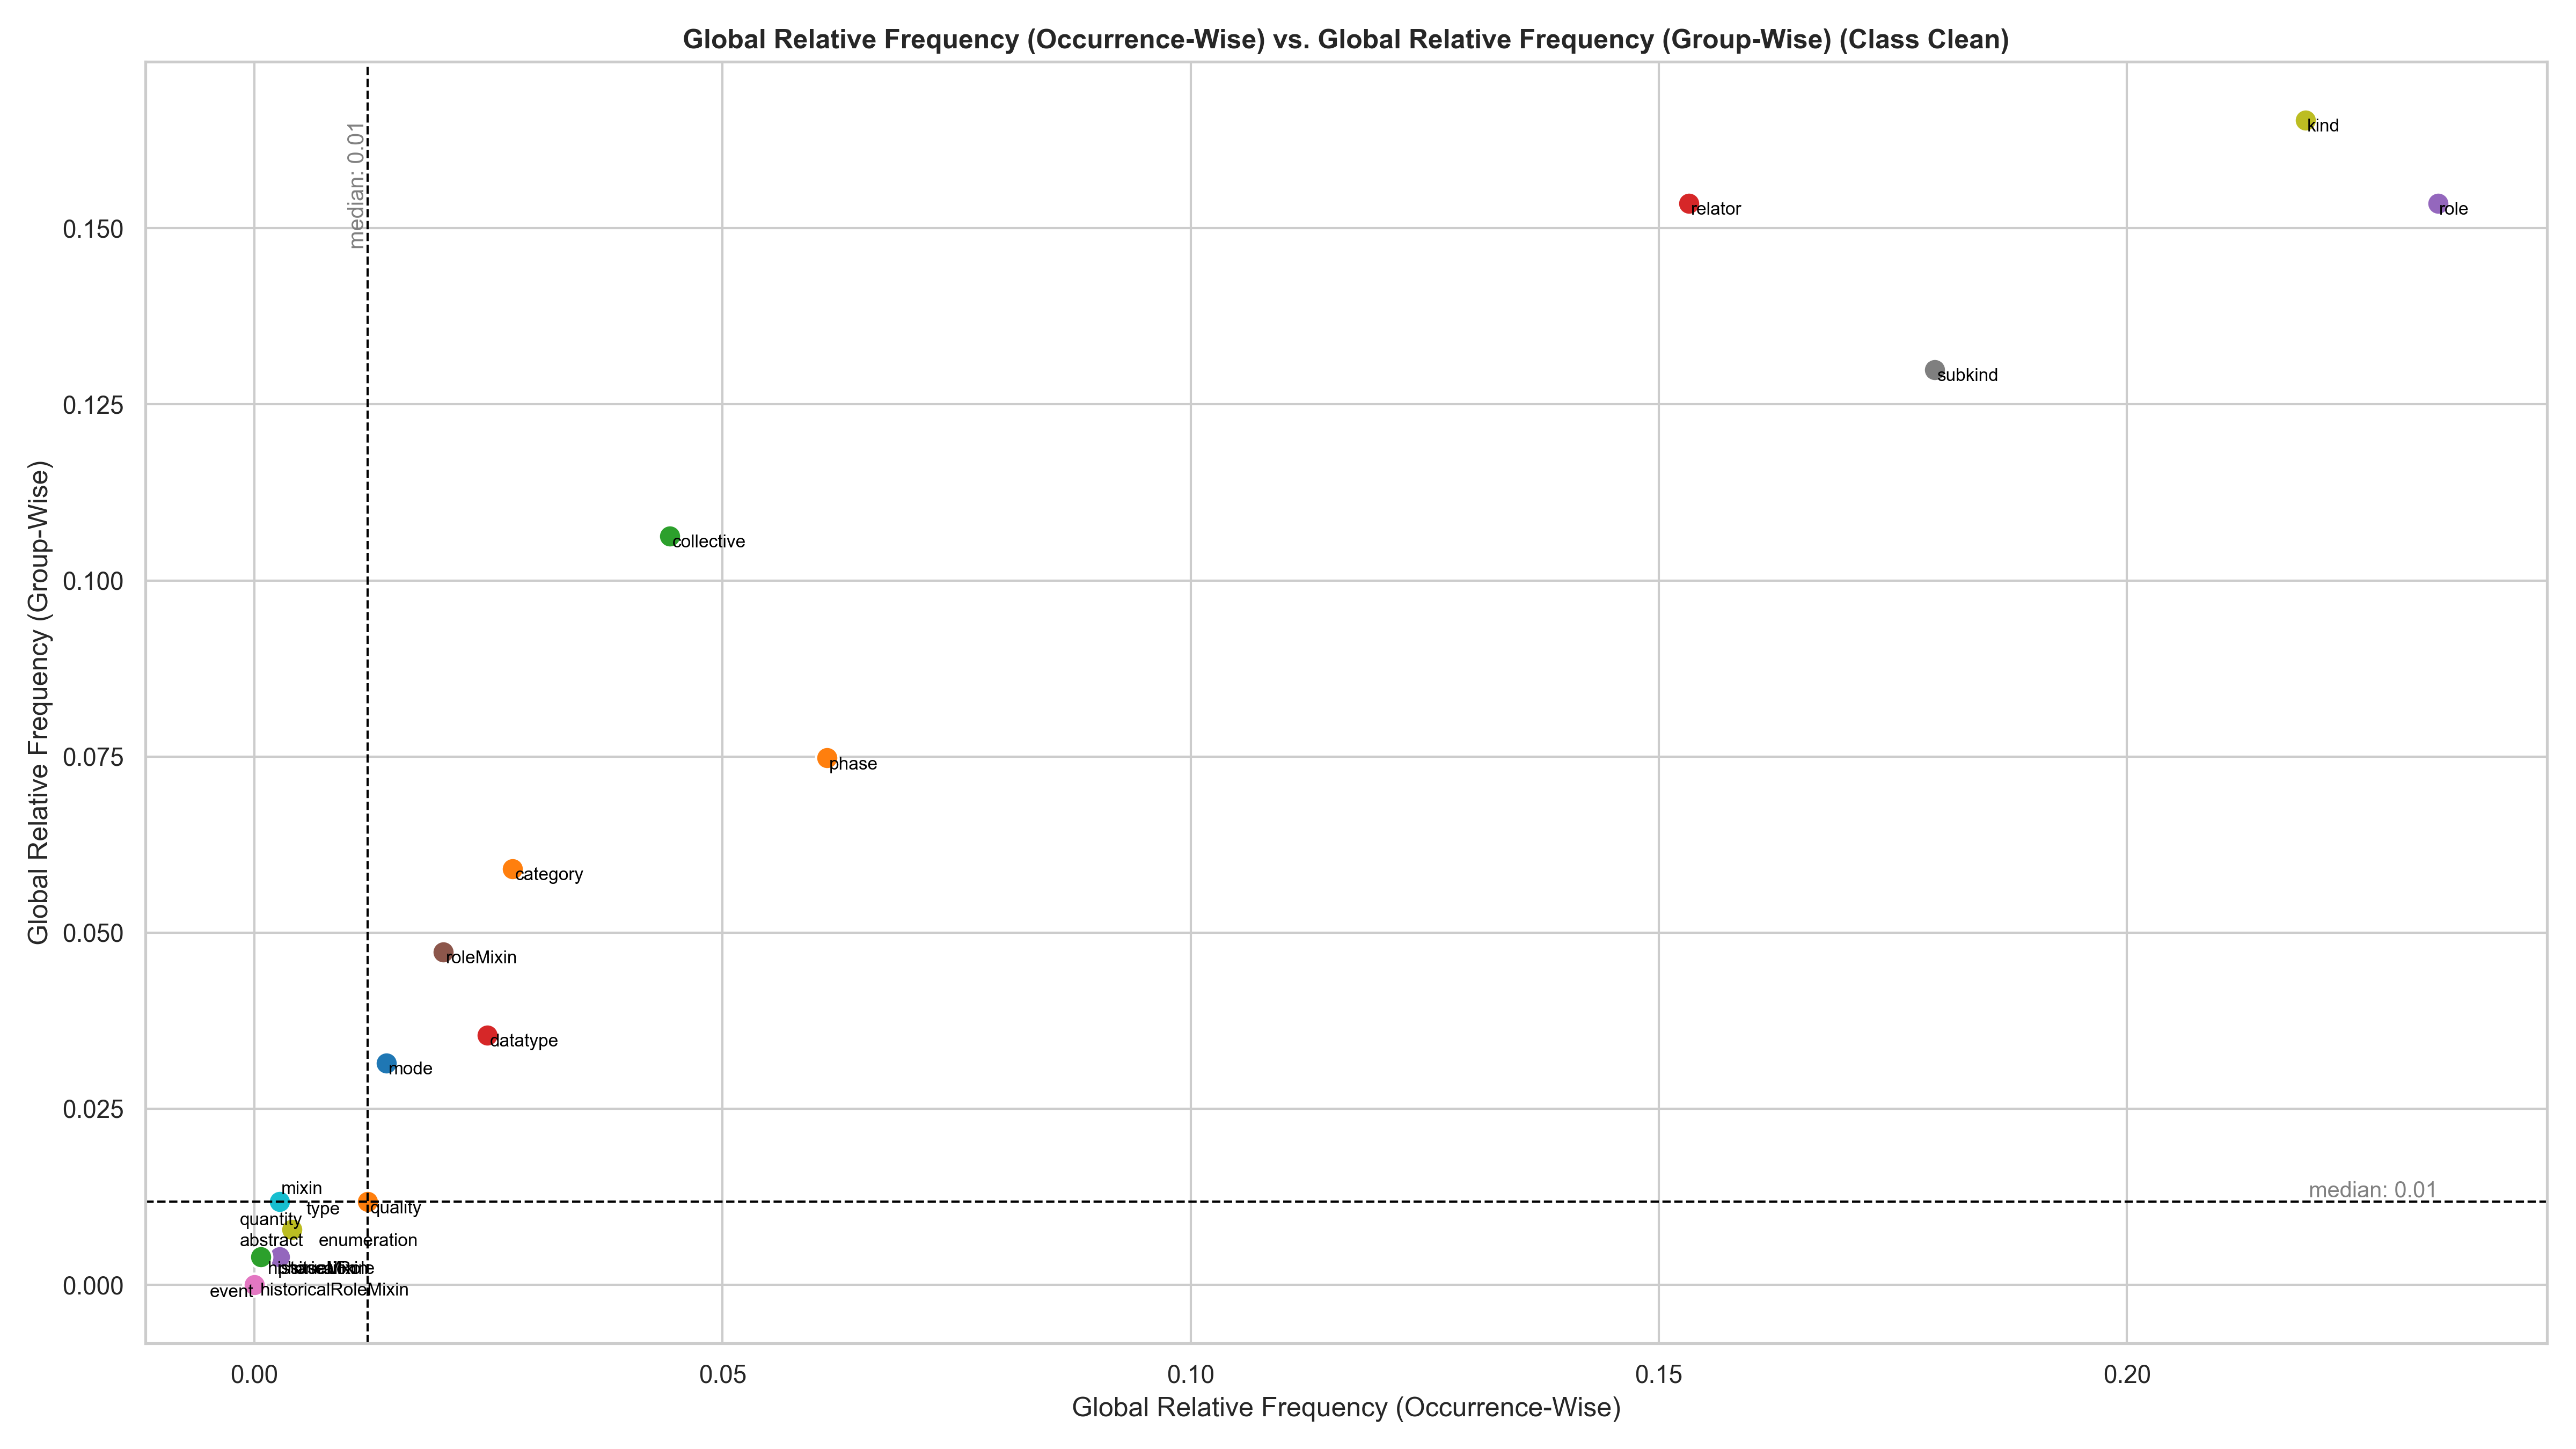 Global Relative Frequency (Occurrence-Wise) vs. Global Relative Frequency (Group-Wise) (Class Clean)
median: 0.01
kind
relator
role
0.150
subkind
0.125
collective
0.100
phase
0.075
category
0.050
roleMixin
datatype
mode
0.025
mixin
median: 0.01
type
quality
quantity
abstract
enumeration
0.000
event
historicalRoleMixin
0.00
0.05
0.10
0.15
0.20
Global Relative Frequency (Occurrence-Wise)
Global Relative Frequency (Group-Wise)